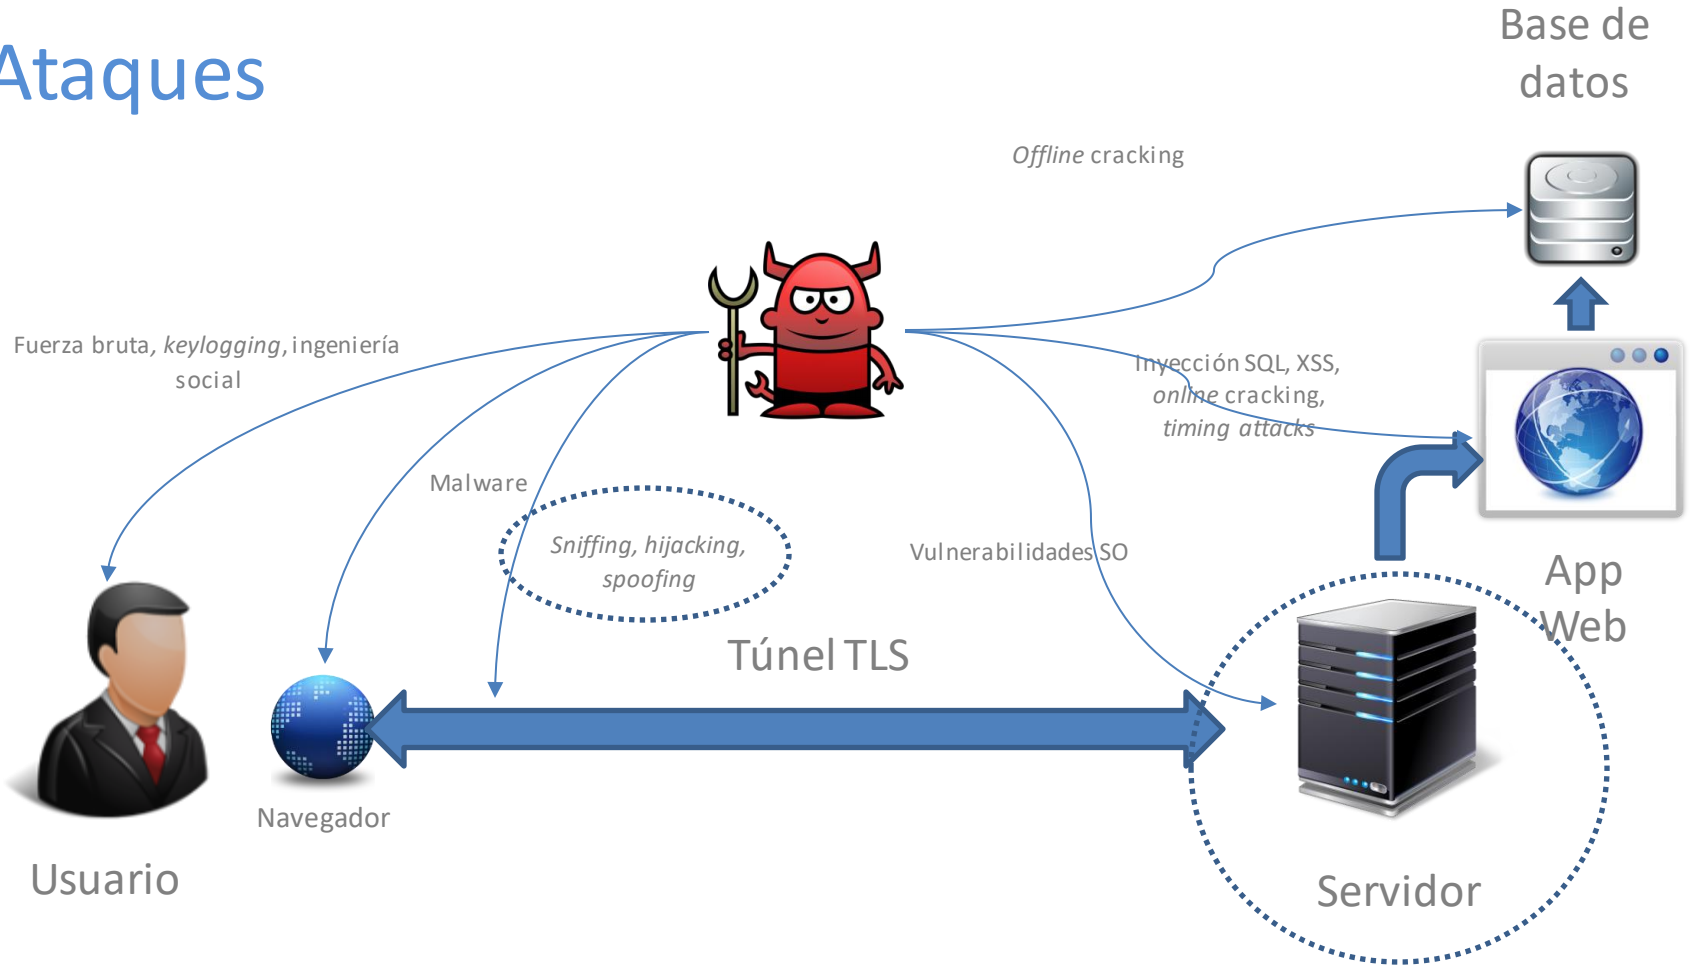 Ataques
Base de
datos
Offline cracking
Fuerza bruta, keylogging, ingeniería
social
Inyección SQL, XSS,
online cracking,
timing attacks
Malware
Sniffing, hijacking,
spoofing
Vulnerabilidades SO
App
Web
Túnel TLS
Navegador
Usuario
Servidor